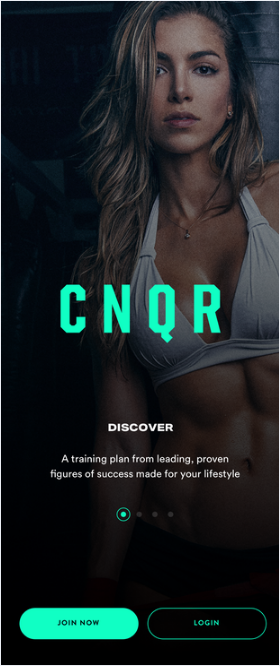 CNQR
DISCOVER
A training plan from leading, proven
figures of success made for your lifestyle
JOIN NOW
LOGIN